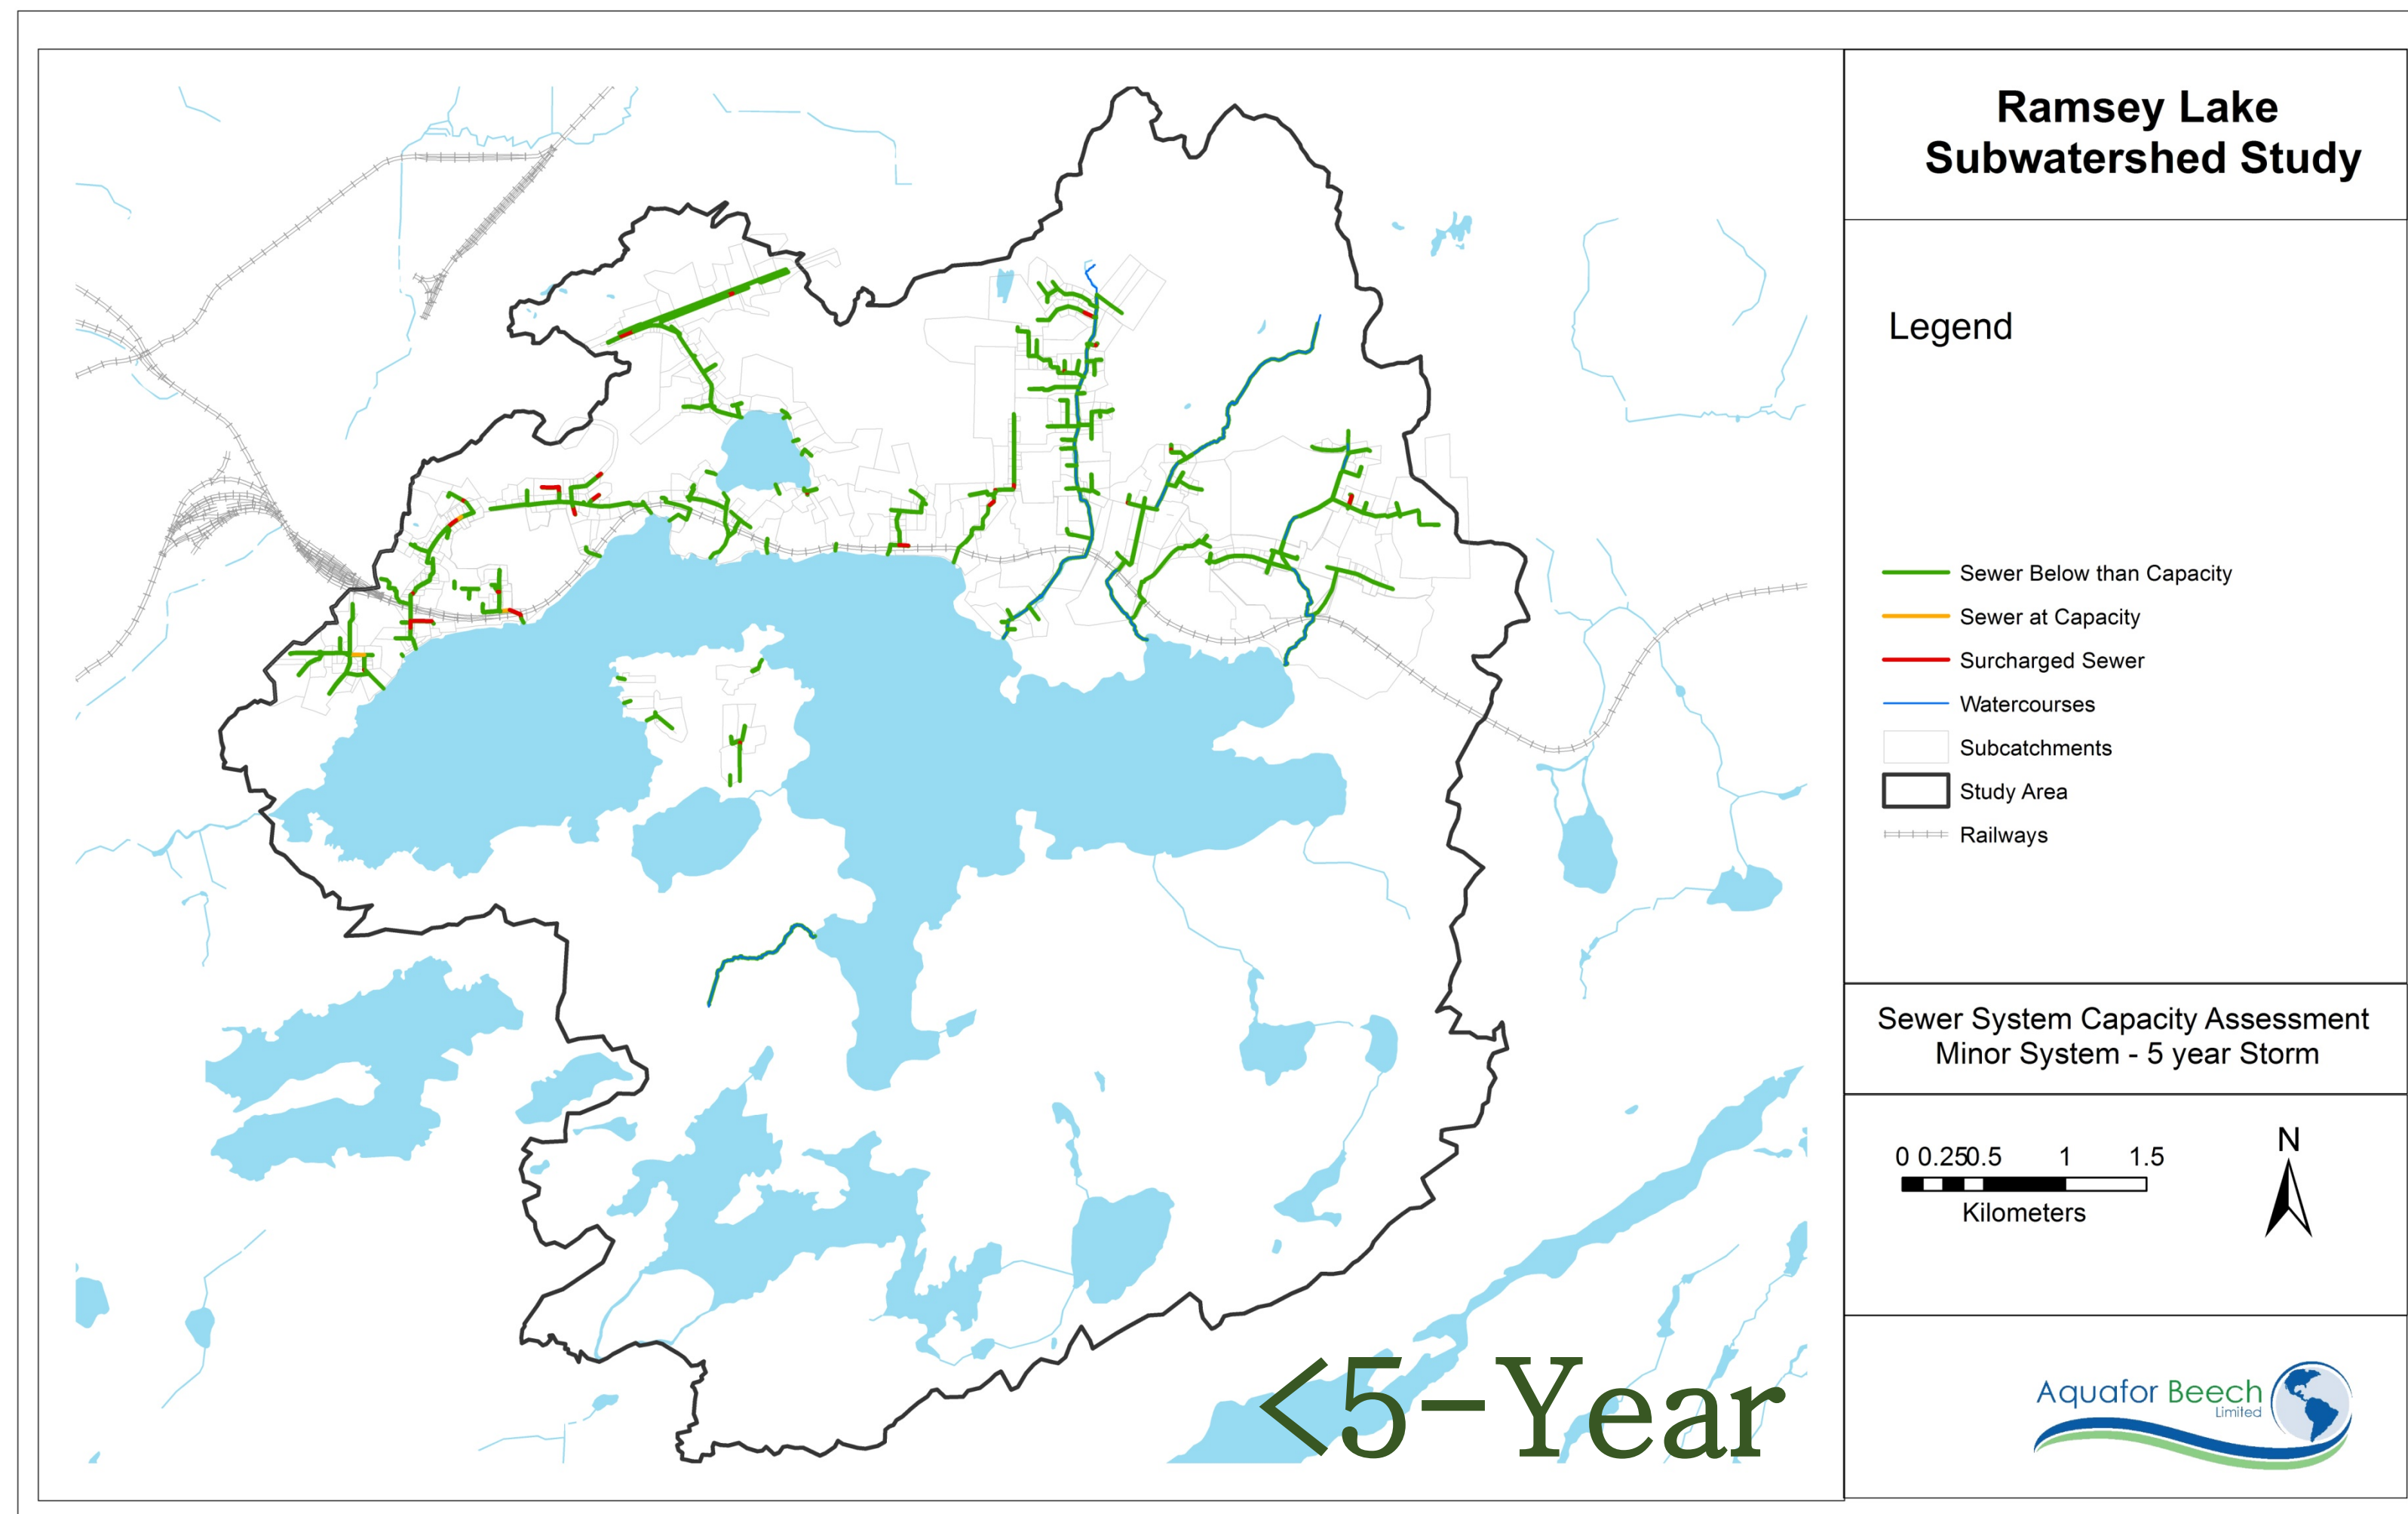 Ramsey Lake
Subwatershed Study
Legend
Sewer Below than Capacity
Sewer at Capacity
Surcharged Sewer
Watercourses
Subcatchments
Study Area
Railways
Sewer System Capacity Assessment
Minor System - 5 year Storm
0 0.25 0.5 1 1.5
Kilometers
N
<5-Year
Aquafor Beech
Limited